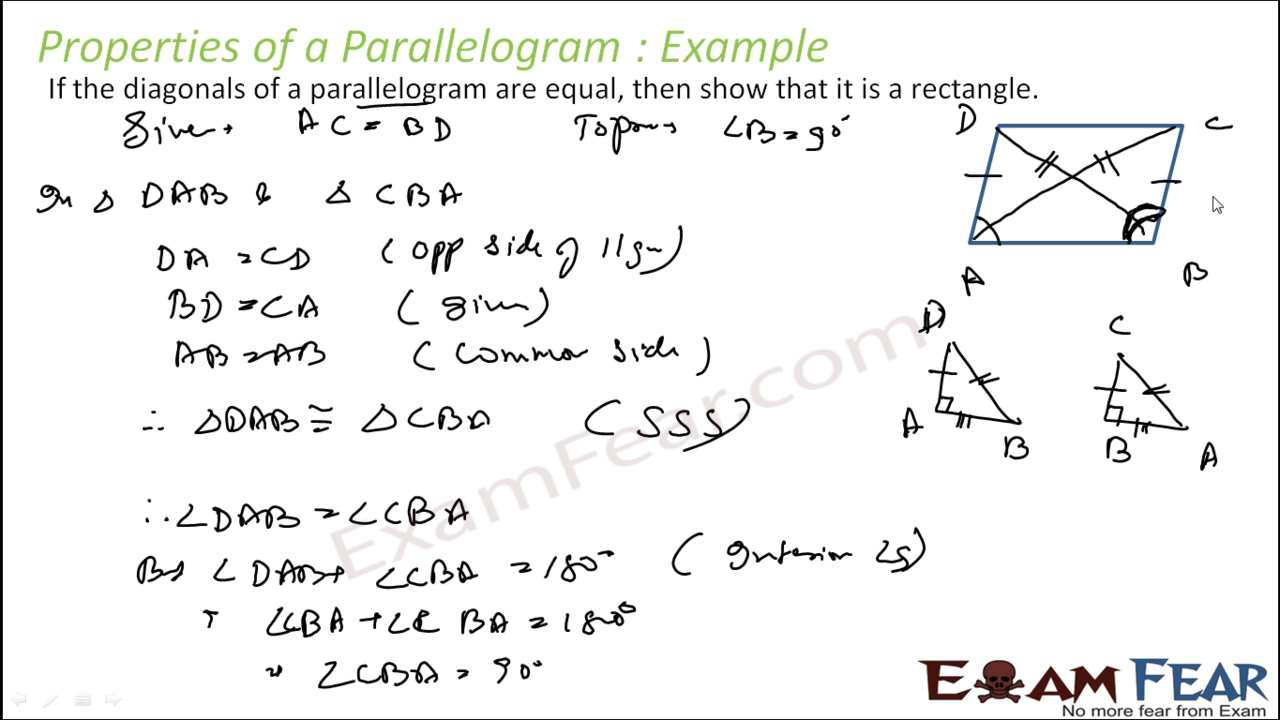 Properties of a Parallelogram : Example
If the diagonals of a parallelogram are equal, then show that it is a rectangle.
Given AC = BD To prove ∠B = 90°
D C
In Δ DAB & Δ CBA
DA = CD (opp side of ||gm)
A B
BD = CA (given)
D C
AB = AB (Common side)
∴ ΔDAB ≅ ΔCBA (SSS)
A B B A
∴ ∠DAB = ∠CBA
But ∠DAB + ∠CBA = 180° (Interior ∠s)
∠CBA + ∠CBA = 180°
⇒ ∠CBA = 90°
ExamFear.com
EXAM FEAR
No more fear from Exam